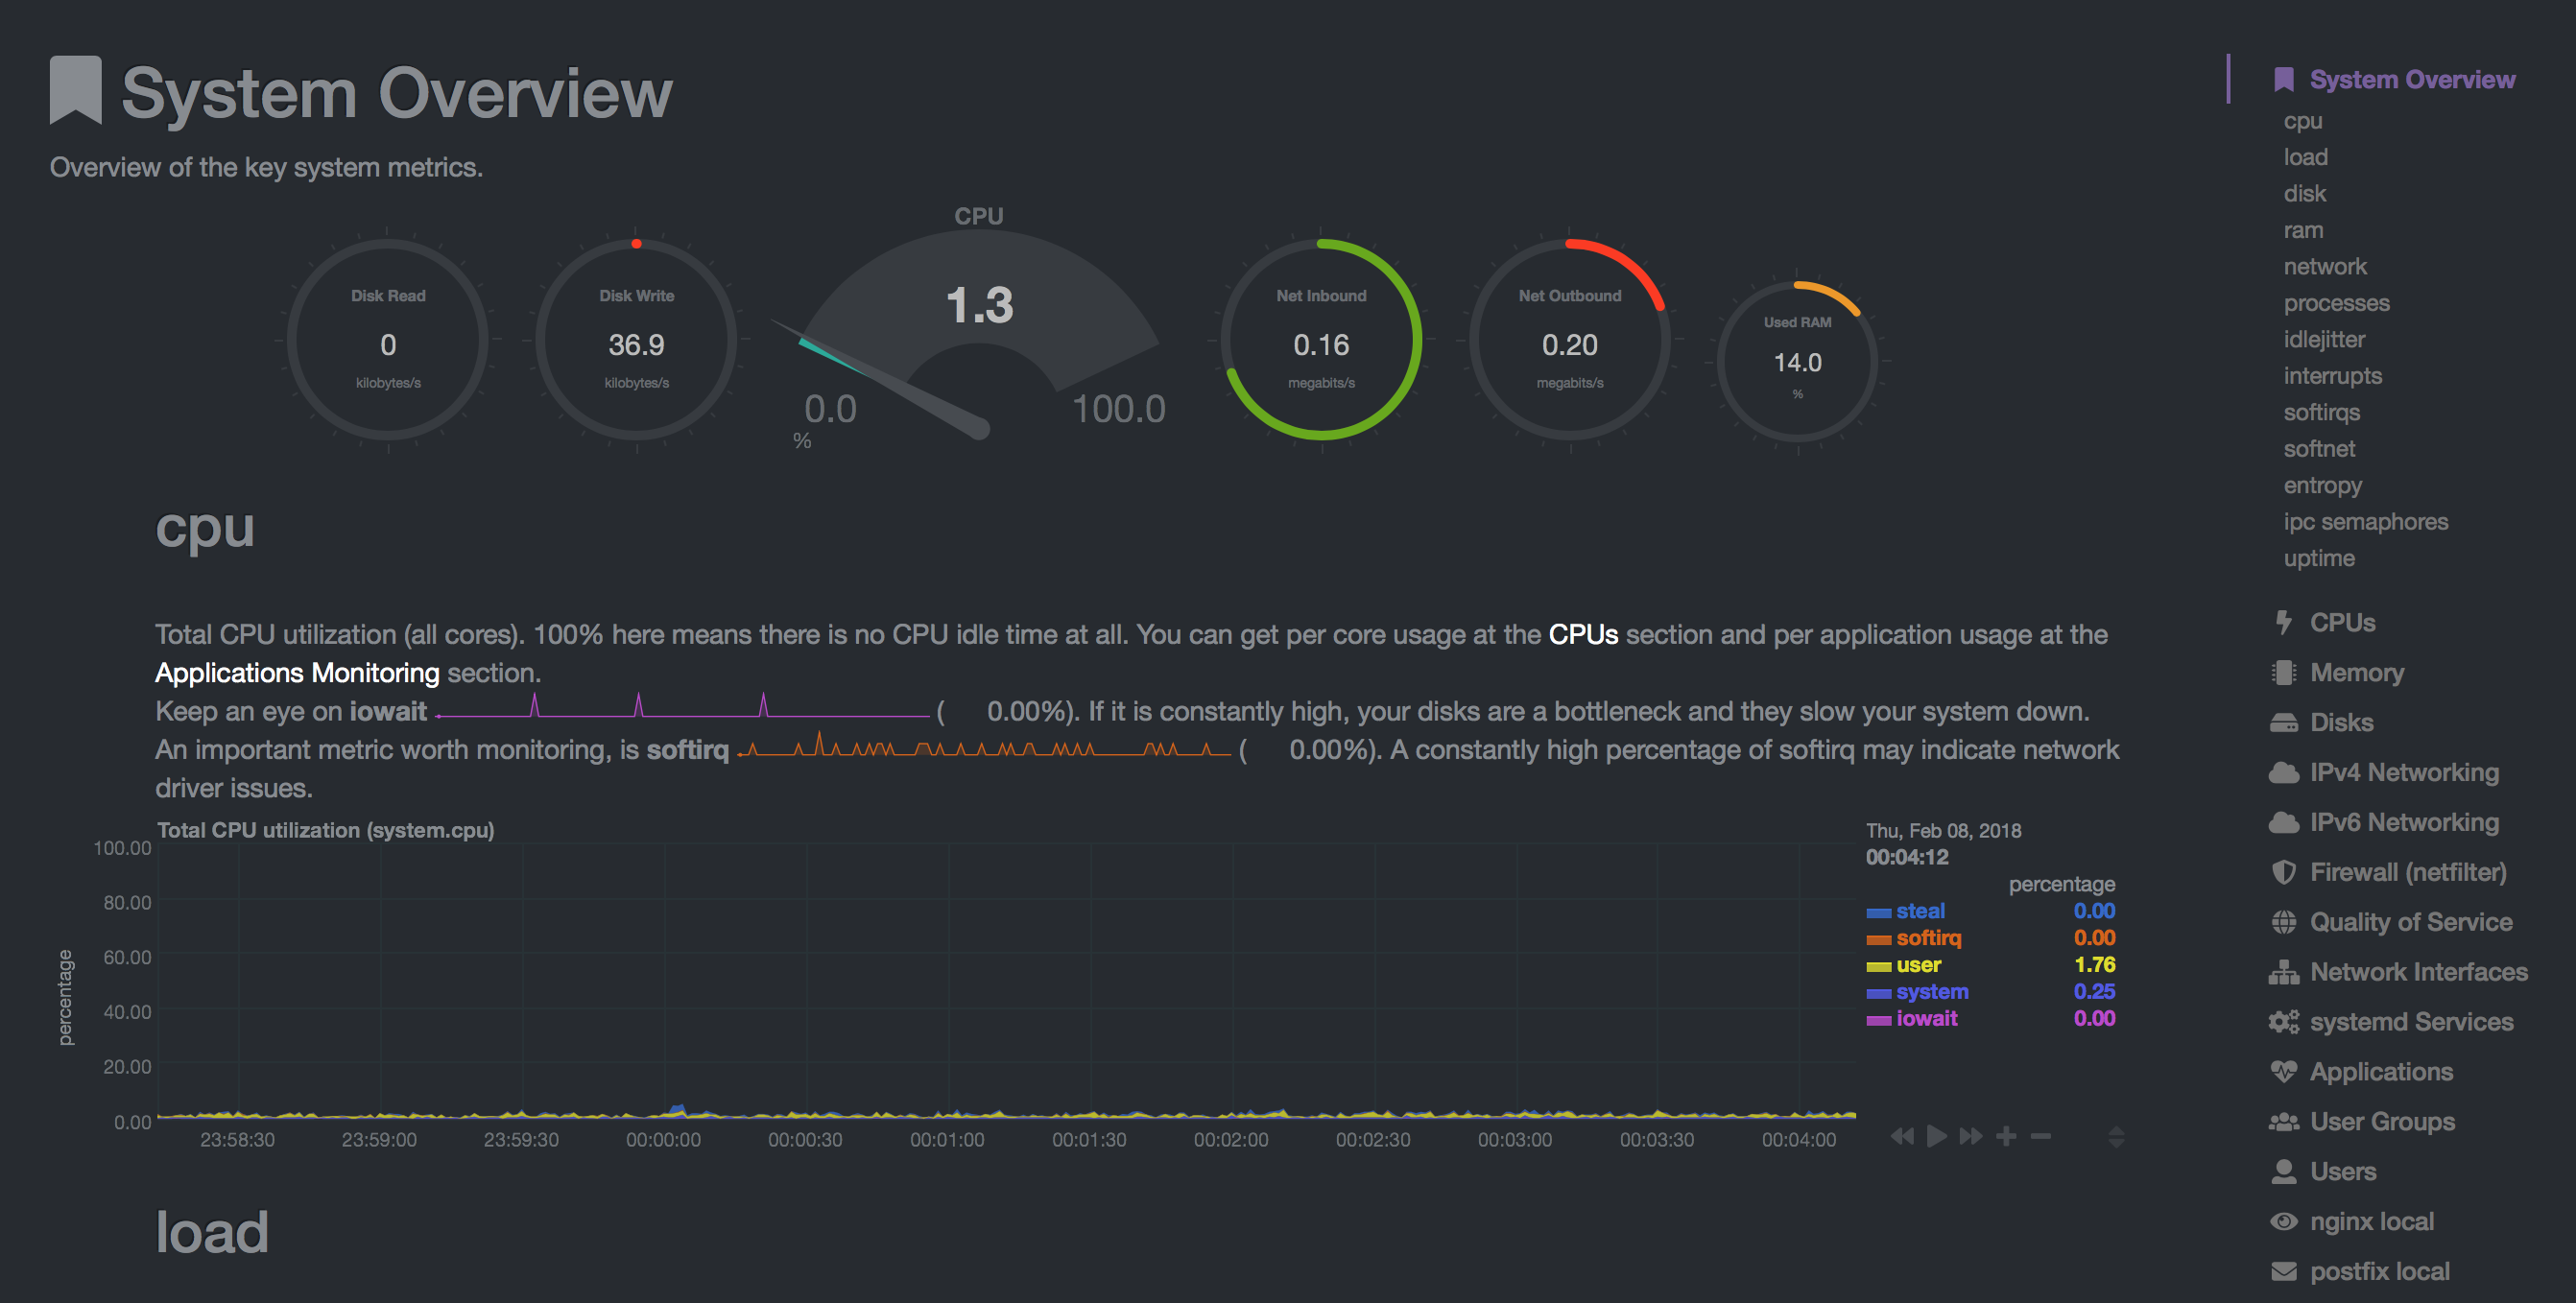 System Overview
Overview of the key system metrics.
Disk Read
0
kilobytes/s
Disk Write
36.9
kilobytes/s
CPU
1.3
0.0
100.0
%
Net Inbound
0.16
megabits/s
Net Outbound
0.20
megabits/s
Used RAM
14.0
%
cpu
Total CPU utilization (all cores). 100% here means there is no CPU idle time at all. You can get per core usage at the CPUs section and per application usage at the
Applications Monitoring section.
Keep an eye on iowait ( 0.00%). If it is constantly high, your disks are a bottleneck and they slow your system down.
An important metric worth monitoring, is softirq ( 0.00%). A constantly high percentage of softirq may indicate network
driver issues.
Total CPU utilization (system.cpu)
percentage
100.00
80.00
60.00
40.00
20.00
0.00
23:58:30 23:59:00 23:59:30 00:00:00 00:00:30 00:01:00 00:01:30 00:02:00 00:02:30 00:03:00 00:03:30 00:04:00
Thu, Feb 08, 2018
00:04:12
percentage
steal 0.00
softirq 0.00
user 1.76
system 0.25
iowait 0.00
load
System Overview
cpu
load
disk
ram
network
processes
idlejitter
interrupts
softirqs
softnet
entropy
ipc semaphores
uptime
CPUs
Memory
Disks
IPv4 Networking
IPv6 Networking
Firewall (netfilter)
Quality of Service
Network Interfaces
systemd Services
Applications
User Groups
Users
nginx local
postfix local